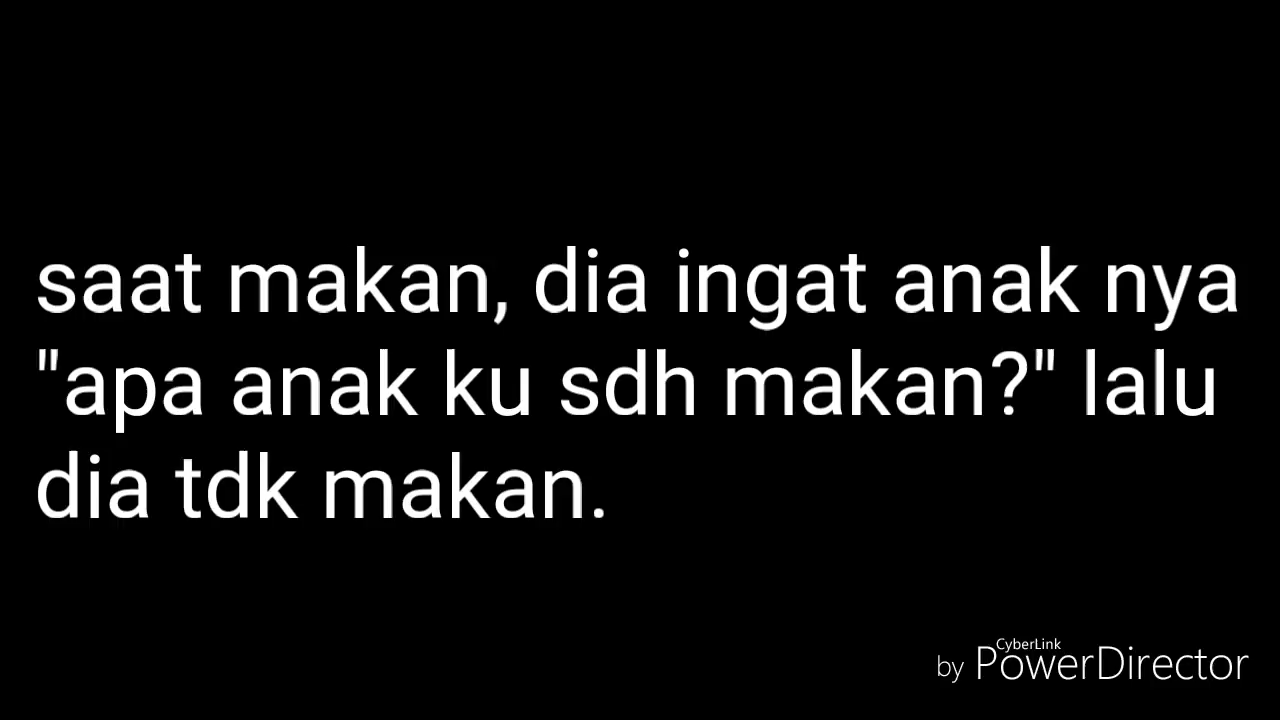 saat makan, dia ingat anak nya
"apa anak ku sdh makan?" lalu
dia tdk makan.
CyberLink
by PowerDirector